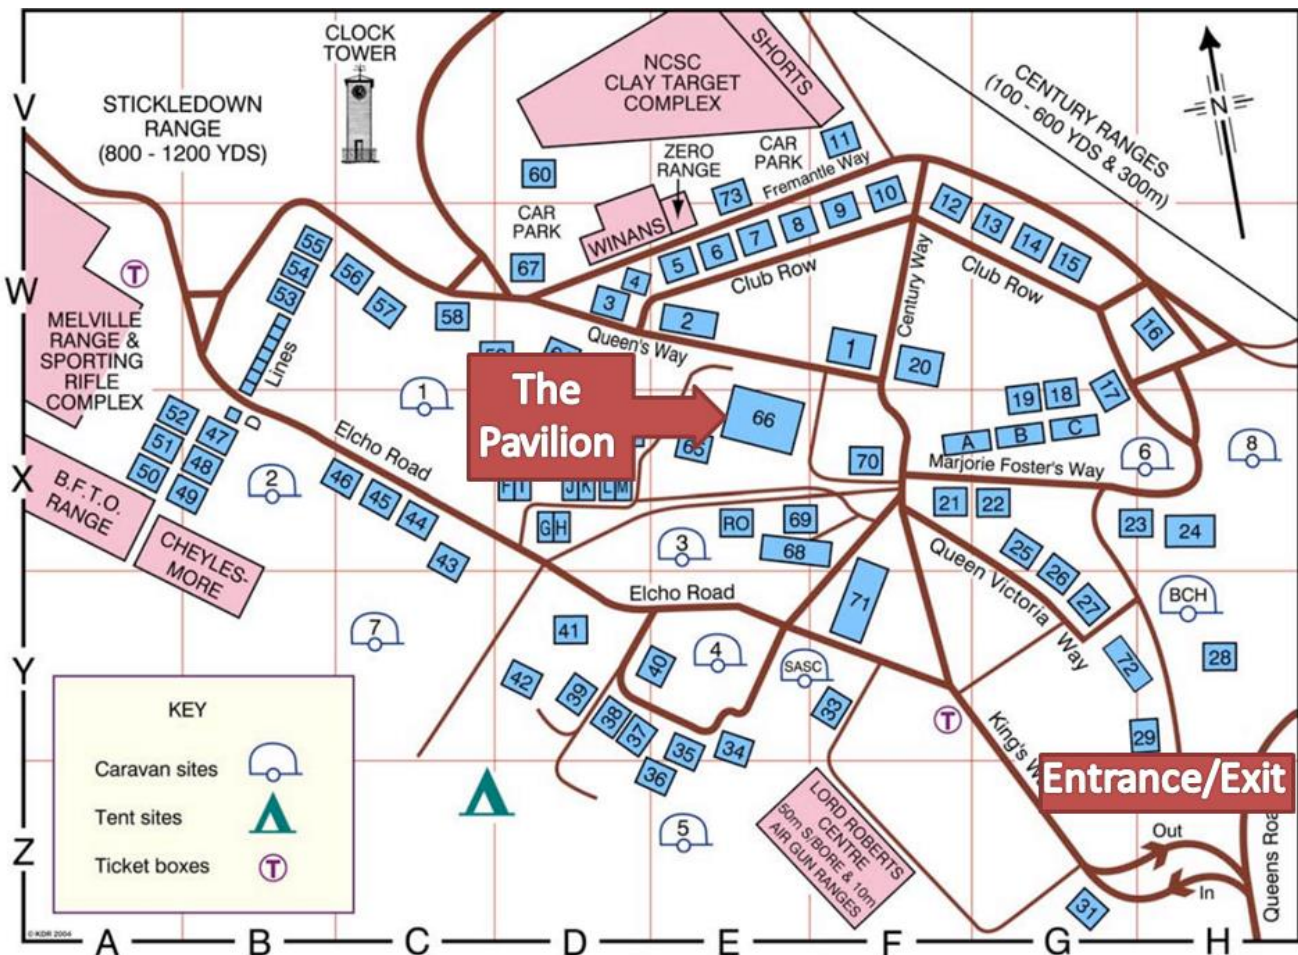 CLOCK
TOWER
V
STICKLEDOWN
RANGE
(800 - 1200 YDS)
NCSC
CLAY TARGET
COMPLEX
SHORTS
CENTURY RANGES
(100 - 600 YDS & 300m)
N
ZERO
RANGE
CAR
PARK
11
Fremantle Way
60
73
CAR
PARK
WINANS
67
5
6
7
8
9
10
12
13
14
15
16
Club Row
Club Row
Century Way
T
W
55
54
53
56
57
58
4
3
2
1
20
Queen's Way
MELVILLE
RANGE &
SPORTING
RIFLE
COMPLEX
Lines
D
The
Pavilion
66
65
19
18
17
A
B
C
1
52
51
50
47
48
49
Elcho Road
X
B.F.T.O.
RANGE
2
46
45
44
43
70
Marjorie Foster's Way
6
8
F I
J K
L M
G H
RO
69
68
3
21
22
23
24
CHEYLES-
MORE
25
26
27
Queen Victoria
Way
Elcho Road
71
BCH
7
41
4
40
SASC
72
28
Y
42
39
38
37
35
34
36
33
T
29
KEY
Caravan sites
Tent sites
Ticket boxes
T
King's W
Entrance/Exit
5
LORD ROBERTS
CENTRE
50m S/BORE & 10m
AIR GUN RANGES
Z
Out
In
31
Queens Roa
© KDR 2004
A
B
C
D
E
F
G
H